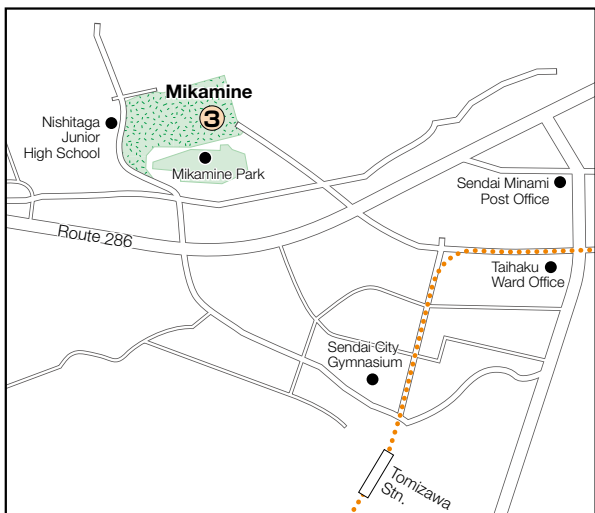 Mikamine
3
Nishitaga
Junior
High School
Mikamine Park
Sendai Minami
Post Office
Route 286
Taihaku
Ward Office
Sendai City
Gymnasium
Tomizawa
Stn.